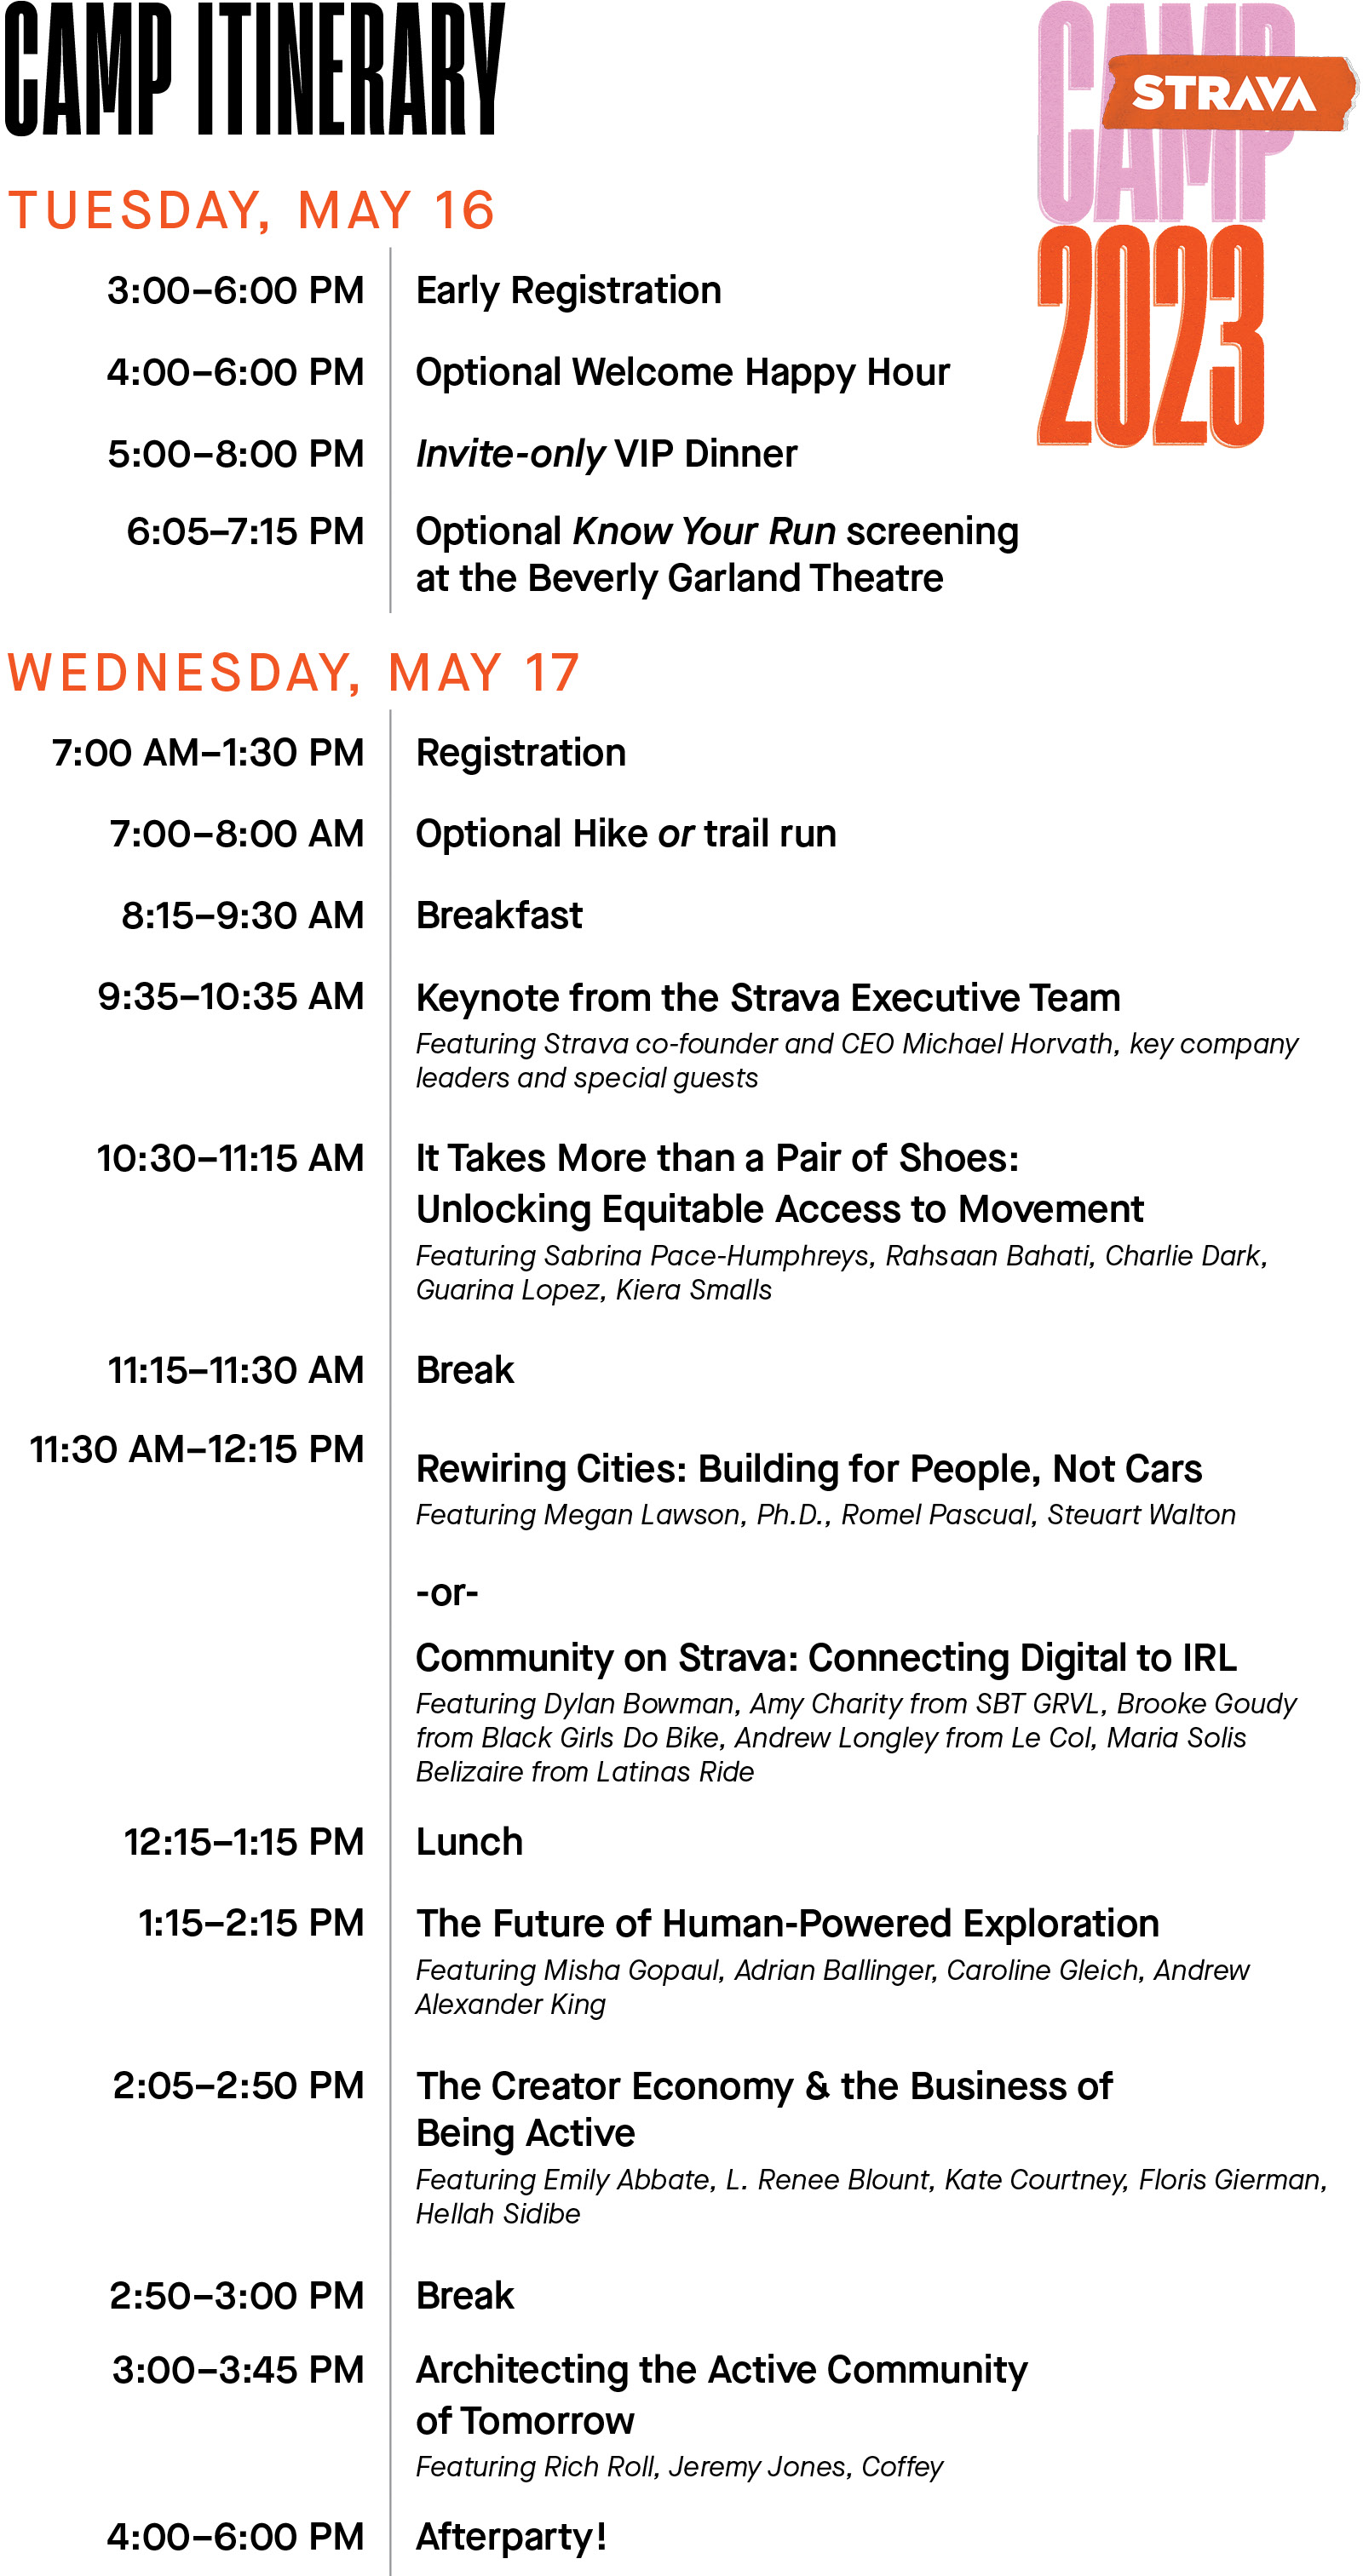 CAMP ITINERARY
CAMP
STRAVA
2023
TUESDAY, MAY 16
3:00–6:00 PM Early Registration
4:00–6:00 PM Optional Welcome Happy Hour
5:00–8:00 PM Invite-only VIP Dinner
6:05–7:15 PM Optional Know Your Run screening
at the Beverly Garland Theatre
WEDNESDAY, MAY 17
7:00 AM–1:30 PM Registration
7:00–8:00 AM Optional Hike or trail run
8:15–9:30 AM Breakfast
9:35–10:35 AM Keynote from the Strava Executive Team
Featuring Strava co-founder and CEO Michael Horvath, key company
leaders and special guests
10:30–11:15 AM It Takes More than a Pair of Shoes:
Unlocking Equitable Access to Movement
Featuring Sabrina Pace-Humphreys, Rahsaan Bahati, Charlie Dark,
Guarina Lopez, Kiera Smalls
11:15–11:30 AM Break
11:30 AM–12:15 PM Rewiring Cities: Building for People, Not Cars
Featuring Megan Lawson, Ph.D., Romel Pascual, Steuart Walton
-or-
Community on Strava: Connecting Digital to IRL
Featuring Dylan Bowman, Amy Charity from SBT GRVL, Brooke Goudy
from Black Girls Do Bike, Andrew Longley from Le Col, Maria Solis
Belizaire from Latinas Ride
12:15–1:15 PM Lunch
1:15–2:15 PM The Future of Human-Powered Exploration
Featuring Misha Gopaul, Adrian Ballinger, Caroline Gleich, Andrew
Alexander King
2:05–2:50 PM The Creator Economy & the Business of
Being Active
Featuring Emily Abbate, L. Renee Blount, Kate Courtney, Floris Gierman,
Hellah Sidibe
2:50–3:00 PM Break
3:00–3:45 PM Architecting the Active Community
of Tomorrow
Featuring Rich Roll, Jeremy Jones, Coffey
4:00–6:00 PM Afterparty!